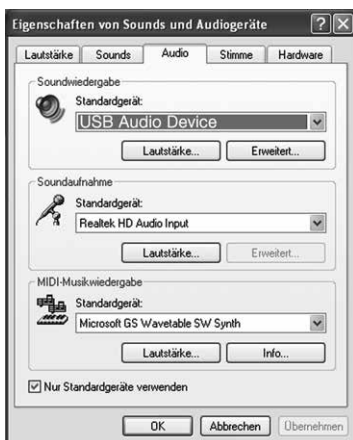 Eigenschaften von Sounds und Audiogeräte
Lautstärke Sounds Audio Stimme Hardware
Soundwiedergabe
Standardgerät:
USB Audio Device
Lautstärke... Erweitert...
Soundaufnahme
Standardgerät:
Realtek HD Audio Input
Lautstärke... Erweitert...
MIDI-Musikwiedergabe
Standardgerät:
Microsoft GS Wavetable SW Synth
Lautstärke... Info...
Nur Standardgeräte verwenden
OK Abbrechen Übernehmen